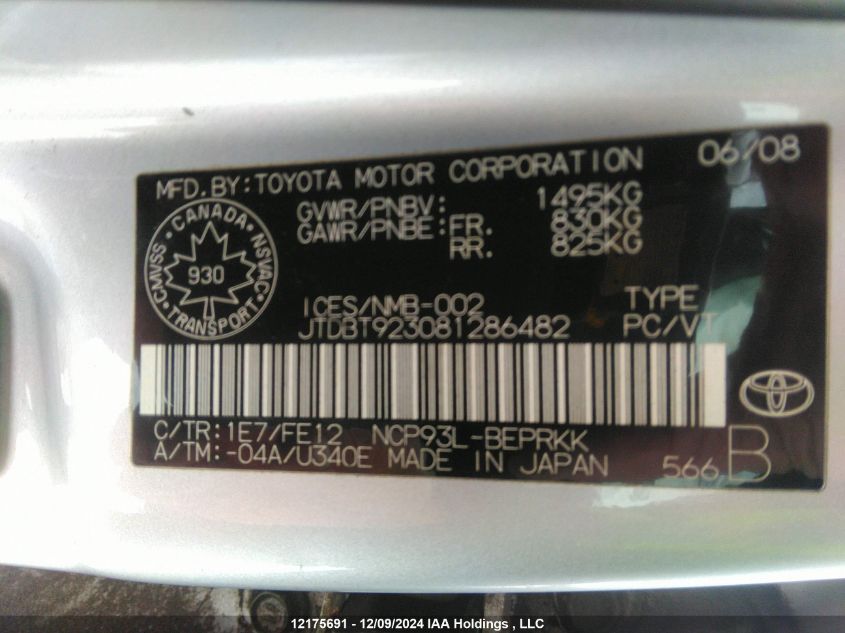 MFD.BY:TOYOTA MOTOR CORPORATION 06/08
GVWR/PNBV: 1495KG
GAWR/PNBE:FR. 830KG
RR. 825KG
CANADA
CMVSS · NSVAC
930
TRANSPORT
ICES/NMB-002 TYPE
JTDBT923081286482 PC/VT
C/TR:1E7/FE12 NCP93L-BEPRKK
A/TM:-04A/U340E MADE IN JAPAN 566 B
12175691 - 12/09/2024 IAA Holdings , LLC